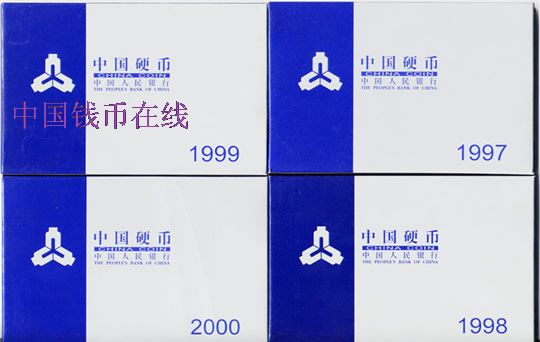 中国硬币
CHINA COIN
中国人民银行
THE PEOPLE'S BANK OF CHINA
中国钱币在线
1999
中国硬币
CHINA COIN
中国人民银行
THE PEOPLE'S BANK OF CHINA
1997
中国硬币
CHINA COIN
中国人民银行
THE PEOPLE'S BANK OF CHINA
2000
中国硬币
CHINA COIN
中国人民银行
THE PEOPLE'S BANK OF CHINA
1998